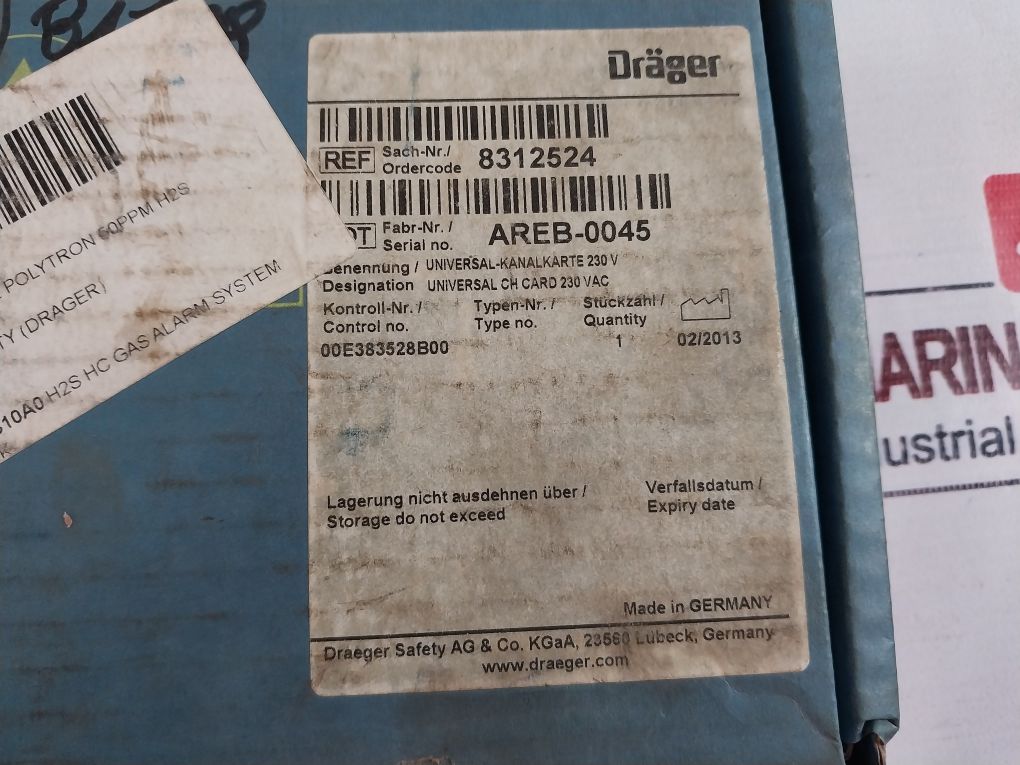 Dräger
REF Sach-Nr./ Ordercode 8312524
Fabr-Nr./ Serial no. AREB-0045
UNIVERSAL-KANALKARTE 230 V
Designation UNIVERSAL CH CARD 230 VAC
Kontroll-Nr. / Typen-Nr. / Stückzahl /
Control no. Type no. Quantity
00E383528B00 1 02/2013
Lagerung nicht ausdehnen über / Verfallsdatum /
Storage do not exceed Expiry date
Made in GERMANY
Draeger Safety AG & Co. KGaA, 23560 Lübeck, Germany
www.draeger.com
POLYTRON 60PPM H2S
(DRAGER)
H2S HC GAS ALARM SYSTEM
ARIN
ustrial